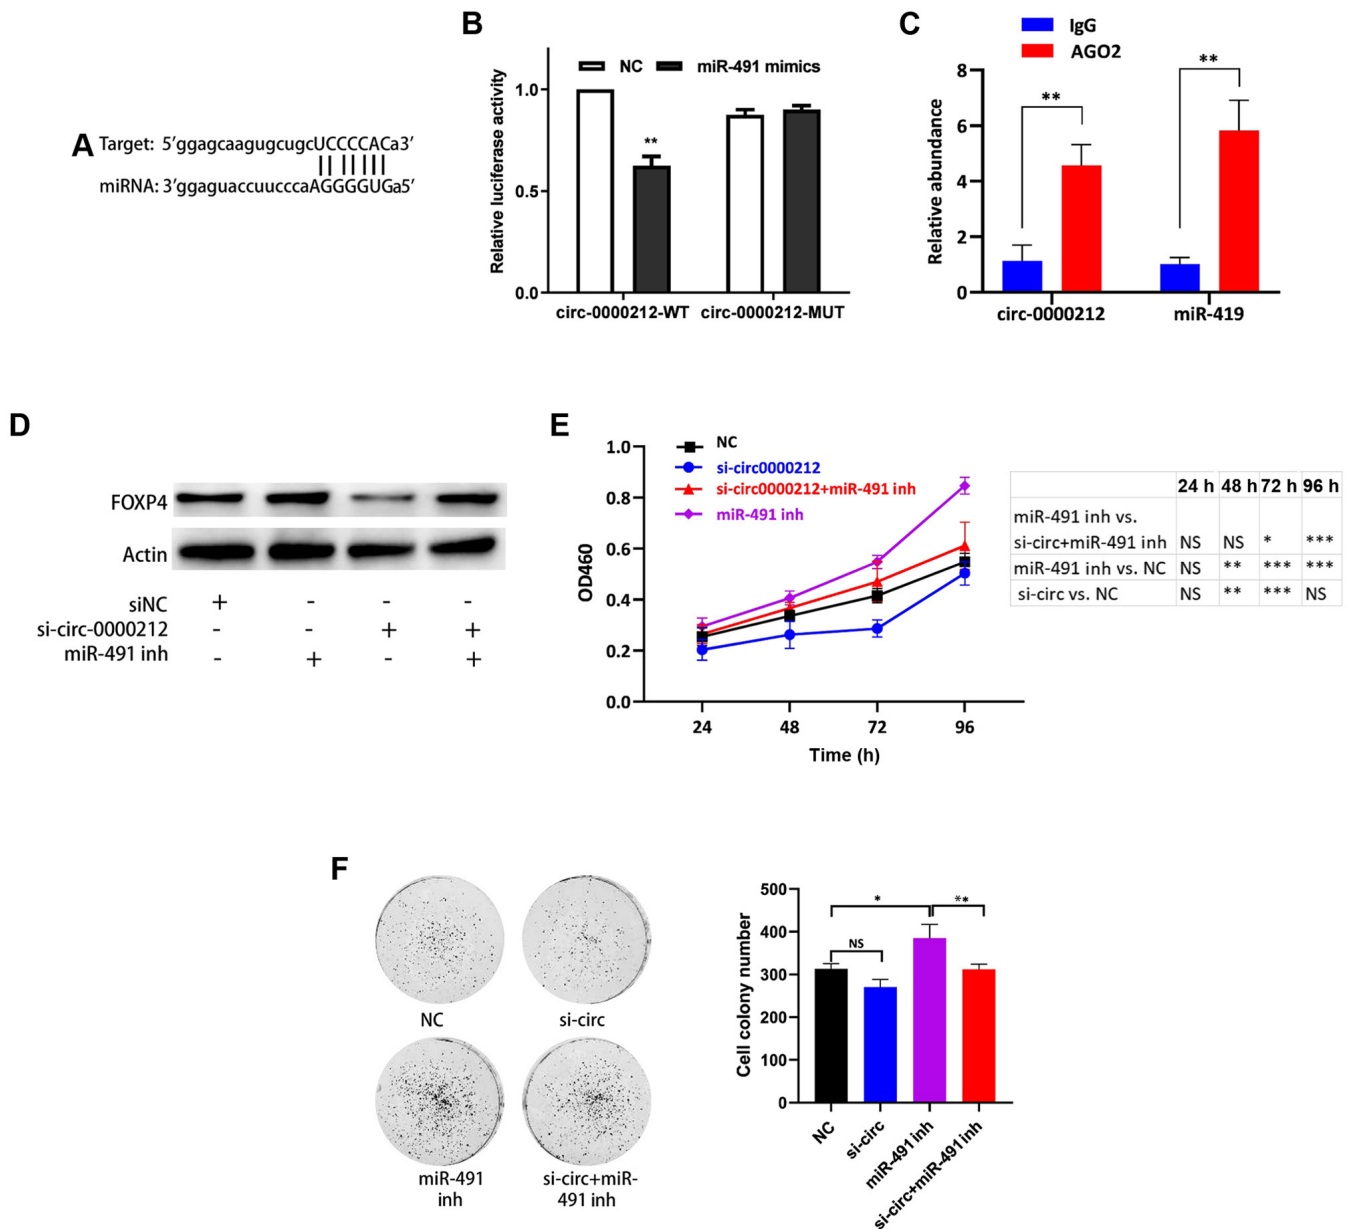 A
Target: 5'ggagcaagugcugcUCCCCACa3'
miRNA: 3'ggaguaccuucccaAGGGGUGa5'
B
NC
miR-491 mimics
Relative luciferase activity
1.0
0.5
0.0
**
circ-0000212-WT
circ-0000212-MUT
C
IgG
AGO2
Relative abundance
8
6
4
2
0
**
**
circ-0000212
miR-419
D
FOXP4
Actin
siNC + - - -
si-circ-0000212 - - + +
miR-491 inh - + - +
E
NC
si-circ0000212
si-circ0000212+miR-491 inh
miR-491 inh
OD460
1.0
0.8
0.6
0.4
0.2
0.0
24 48 72 96
Time (h)
24 h 48 h 72 h 96 h
miR-491 inh vs.
si-circ+miR-491 inh NS NS * ***
miR-491 inh vs. NC NS ** *** ***
si-circ vs. NC NS ** *** NS
F
NC
si-circ
miR-491
inh
si-circ+miR-
491 inh
Cell colony number
500
400
300
200
100
0
*
**
NS
NC
si-circ
miR-491 inh
si-circ+miR-491 inh